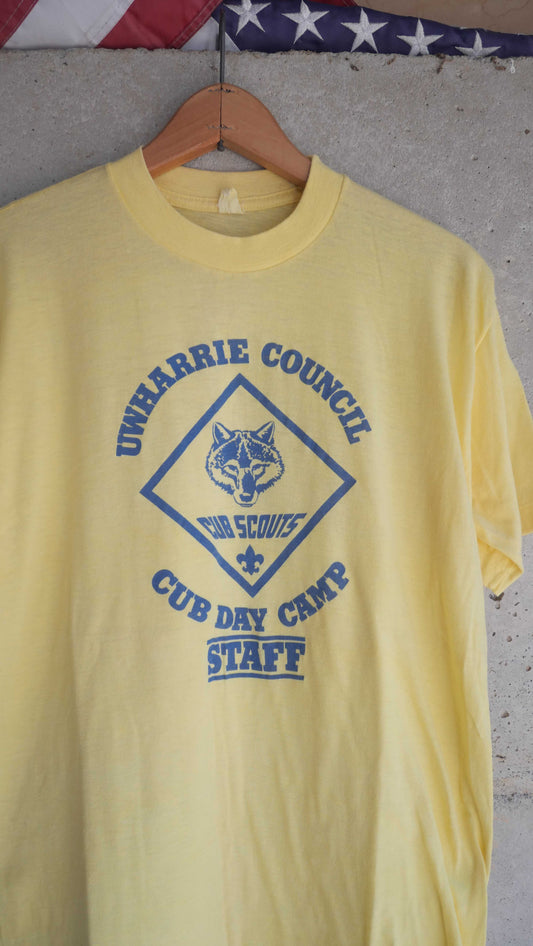 UWHARRIE COUNCIL
CUB SCOUTS
CUB DAY CAMP
STAFF